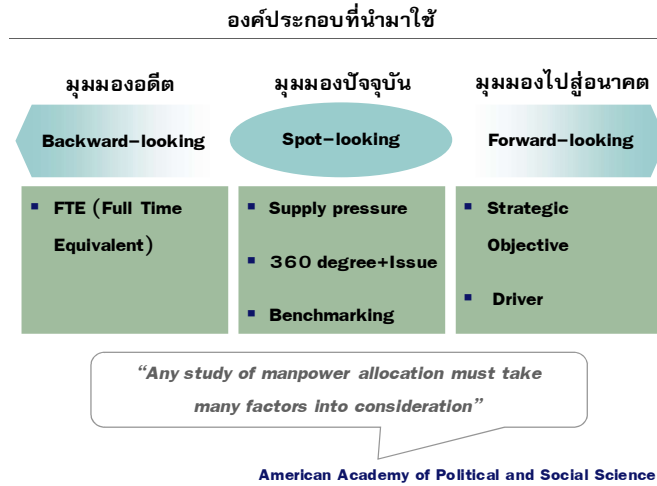 องค์ประกอบที่นำมาใช้
มุมมองอดีต
Backward-looking
▪ FTE (Full Time
Equivalent)
มุมมองปัจจุบัน
Spot-looking
▪ Supply pressure
▪ 360 degree+Issue
▪ Benchmarking
มุมมองไปสู่อนาคต
Forward-looking
▪ Strategic
Objective
▪ Driver
“Any study of manpower allocation must take
many factors into consideration”
American Academy of Political and Social Science